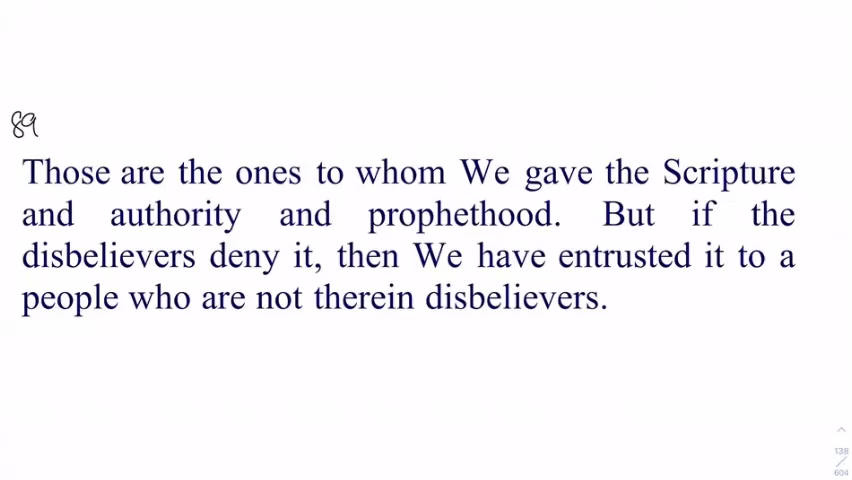 89
Those are the ones to whom We gave the Scripture
and authority and prophethood. But if the
disbelievers deny it, then We have entrusted it to a
people who are not therein disbelievers.
138
/
604